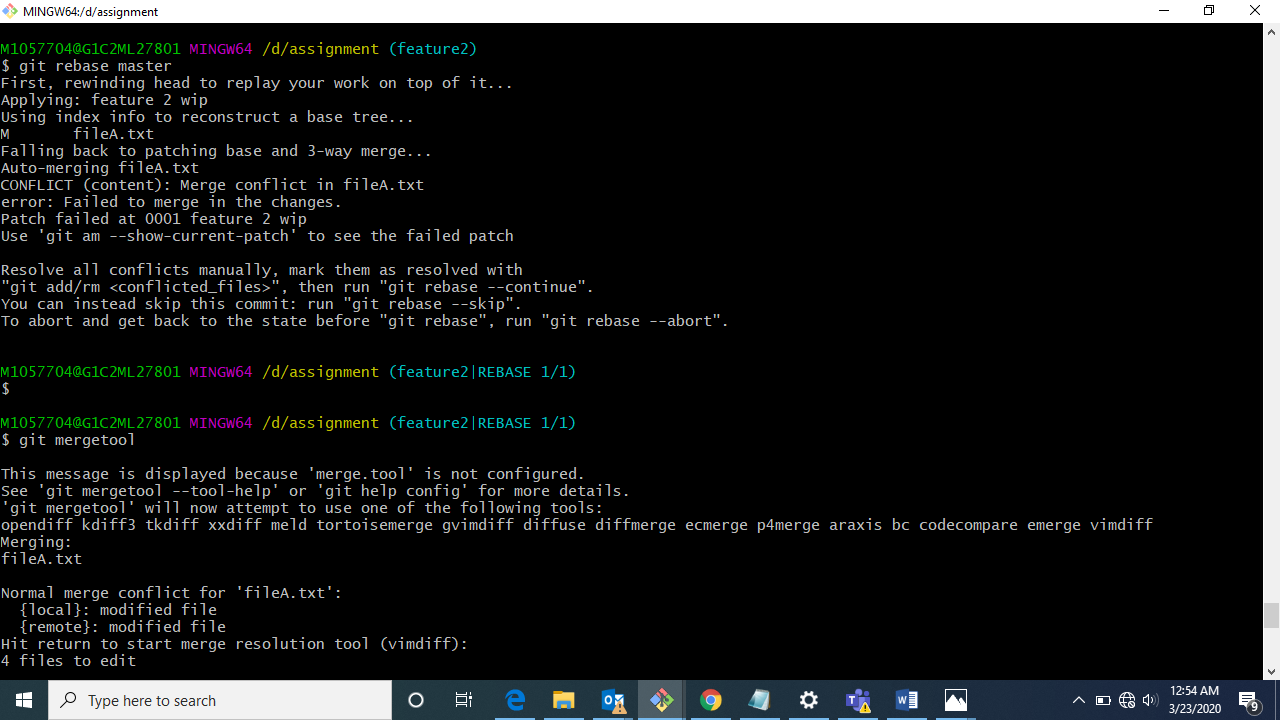 MINGW64:/d/assignment
M1057704@G1C2ML27801 MINGW64 /d/assignment (feature2)
$ git rebase master
First, rewinding head to replay your work on top of it...
Applying: feature 2 wip
Using index info to reconstruct a base tree...
M       fileA.txt
Falling back to patching base and 3-way merge...
Auto-merging fileA.txt
CONFLICT (content): Merge conflict in fileA.txt
error: Failed to merge in the changes.
Patch failed at 0001 feature 2 wip
Use 'git am --show-current-patch' to see the failed patch
Resolve all conflicts manually, mark them as resolved with
"git add/rm <conflicted_files>", then run "git rebase --continue".
You can instead skip this commit: run "git rebase --skip".
To abort and get back to the state before "git rebase", run "git rebase --abort".
M1057704@G1C2ML27801 MINGW64 /d/assignment (feature2|REBASE 1/1)
$
M1057704@G1C2ML27801 MINGW64 /d/assignment (feature2|REBASE 1/1)
$ git mergetool
This message is displayed because 'merge.tool' is not configured.
See 'git mergetool --tool-help' or 'git help config' for more details.
'git mergetool' will now attempt to use one of the following tools:
opendiff kdiff3 tkdiff xxdiff meld tortoisemerge gvimdiff diffuse diffmerge ecmerge p4merge araxis bc codecompare emerge vimdiff
Merging:
fileA.txt
Normal merge conflict for 'fileA.txt':
  {local}: modified file
  {remote}: modified file
Hit return to start merge resolution tool (vimdiff):
4 files to edit
Type here to search
12:54 AM
3/23/2020
9